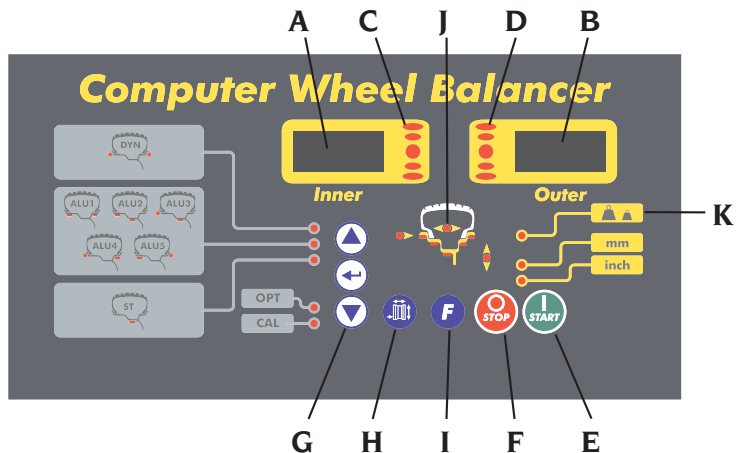 A C J D B
Computer Wheel Balancer
DYN
Inner
Outer
ALU1 ALU2 ALU3
ALU4 ALU5
K
mm
inch
ST
OPT
CAL
F
STOP
START
G H I F E